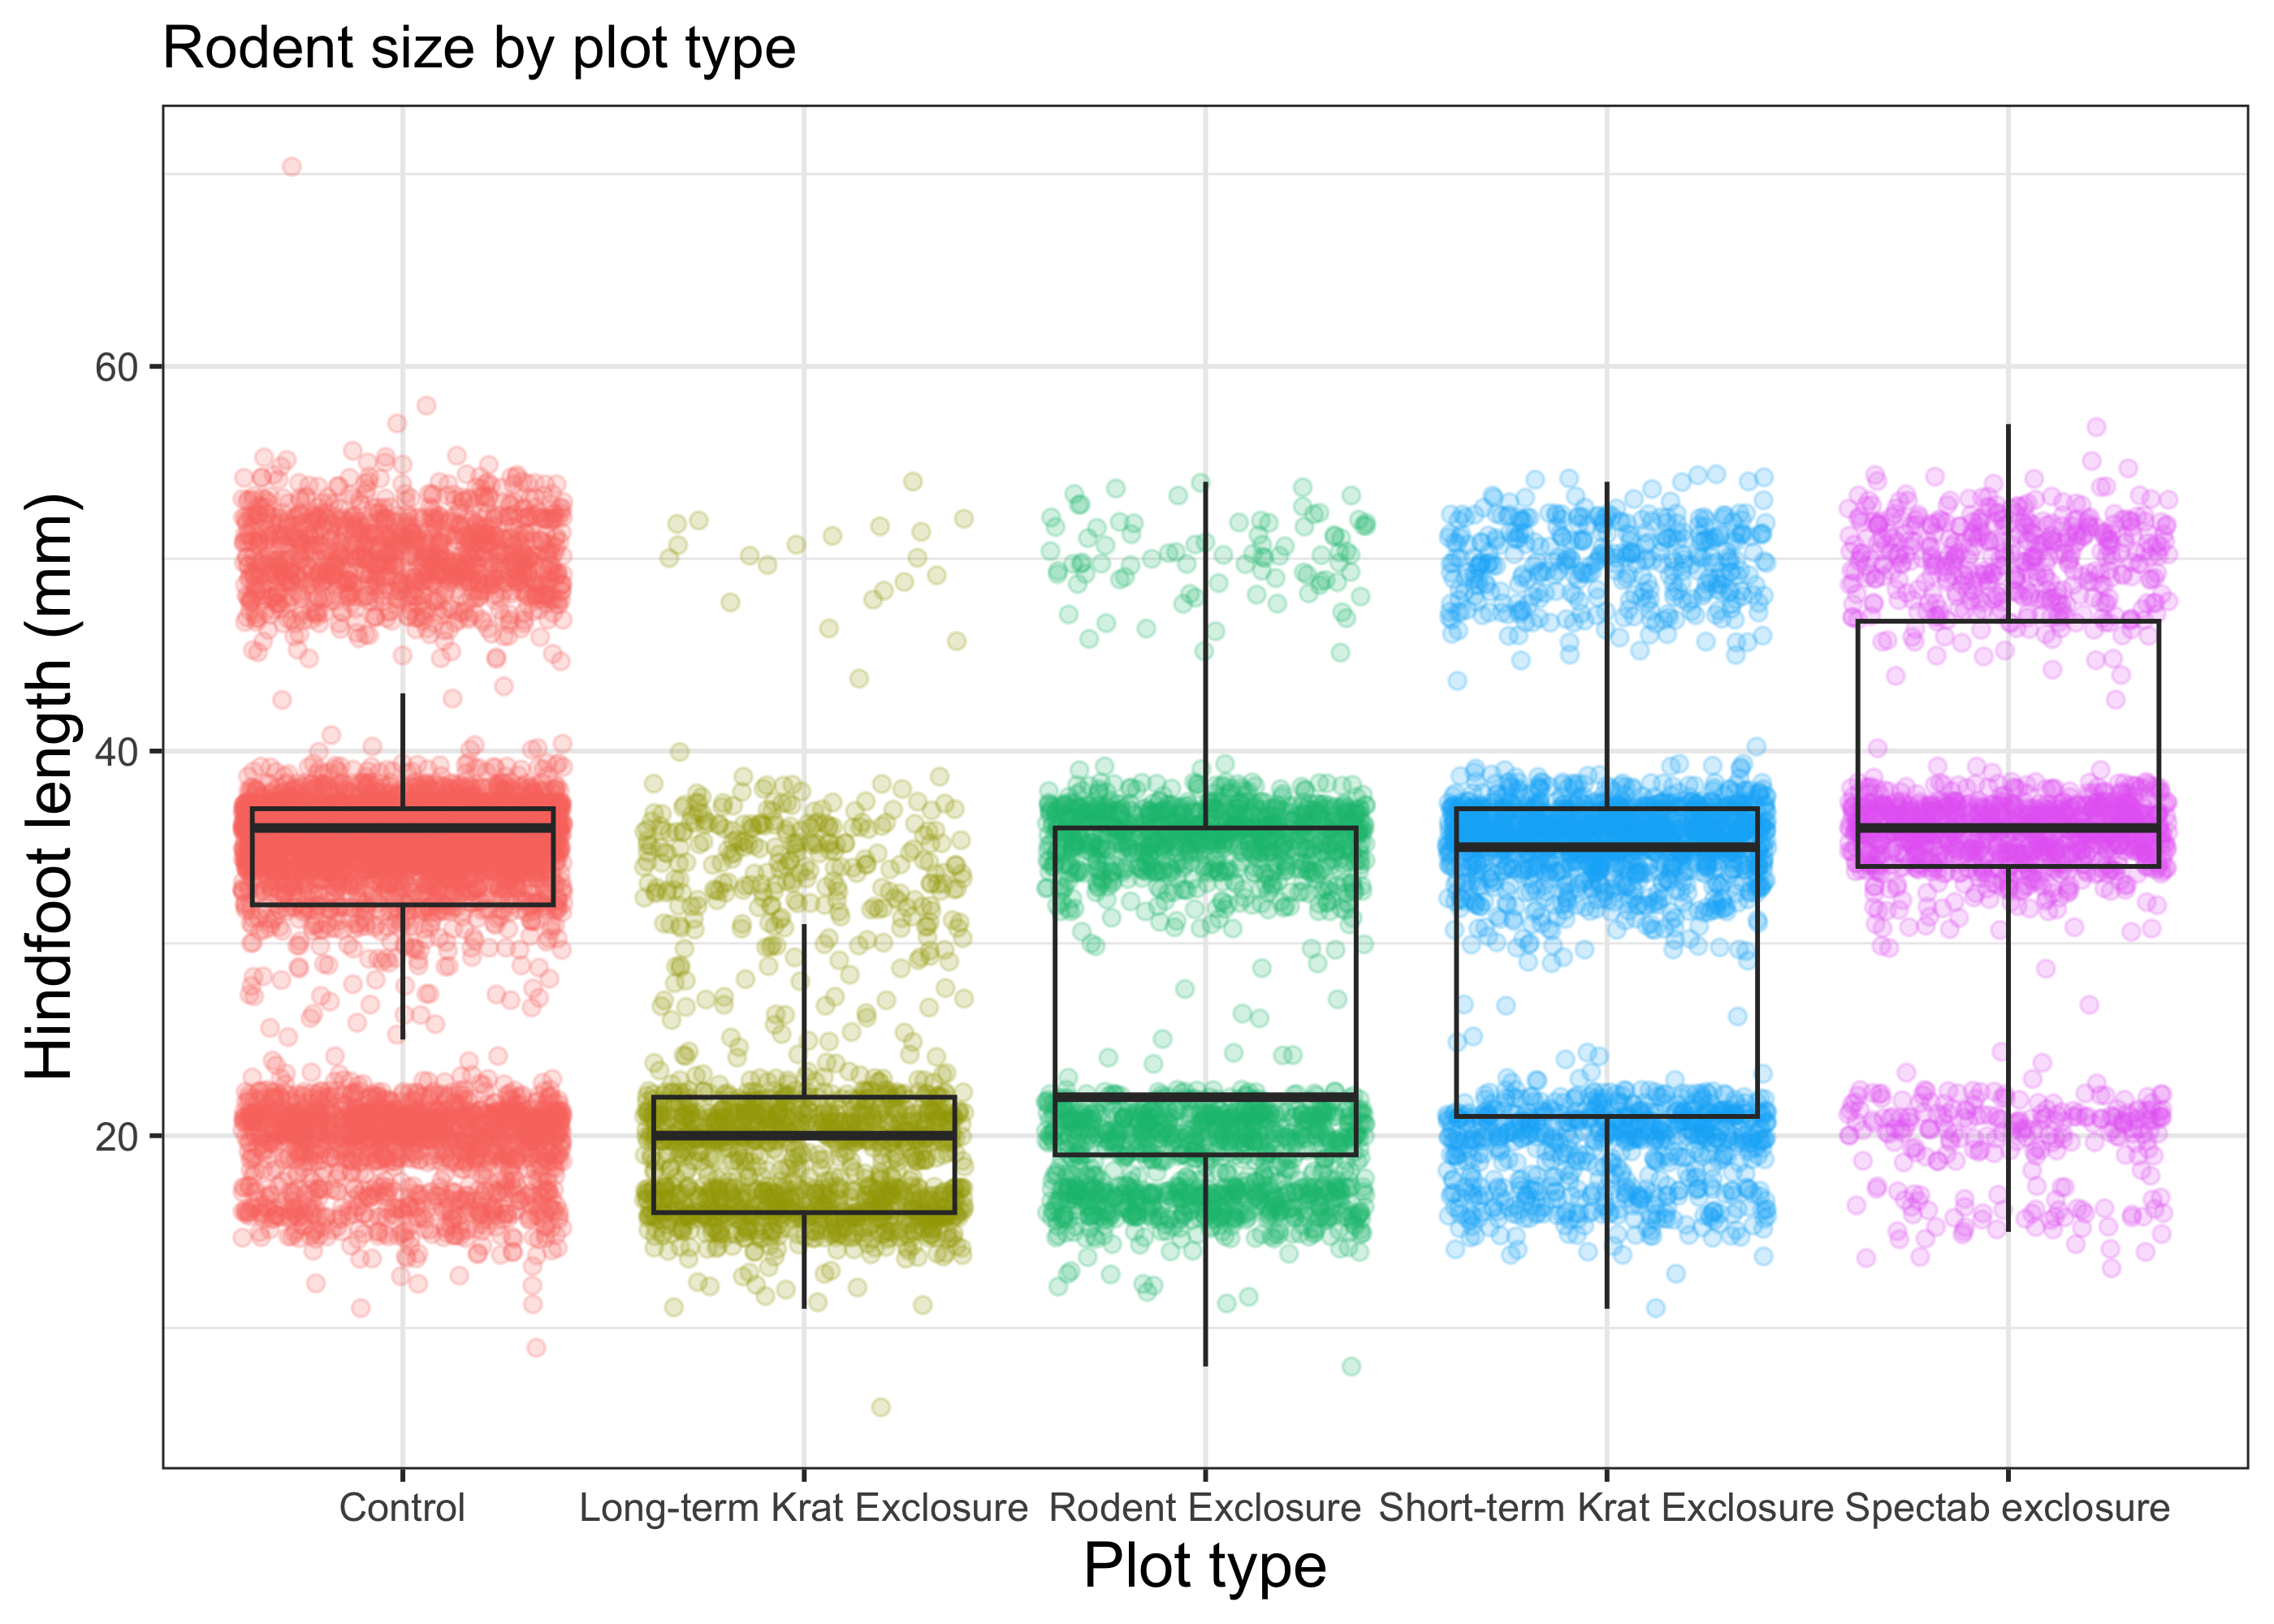 Rodent size by plot type
Hindfoot length (mm)
60
40
20
Control
Long-term Krat Exclosure
Rodent Exclosure
Short-term Krat Exclosure
Spectab exclosure
Plot type